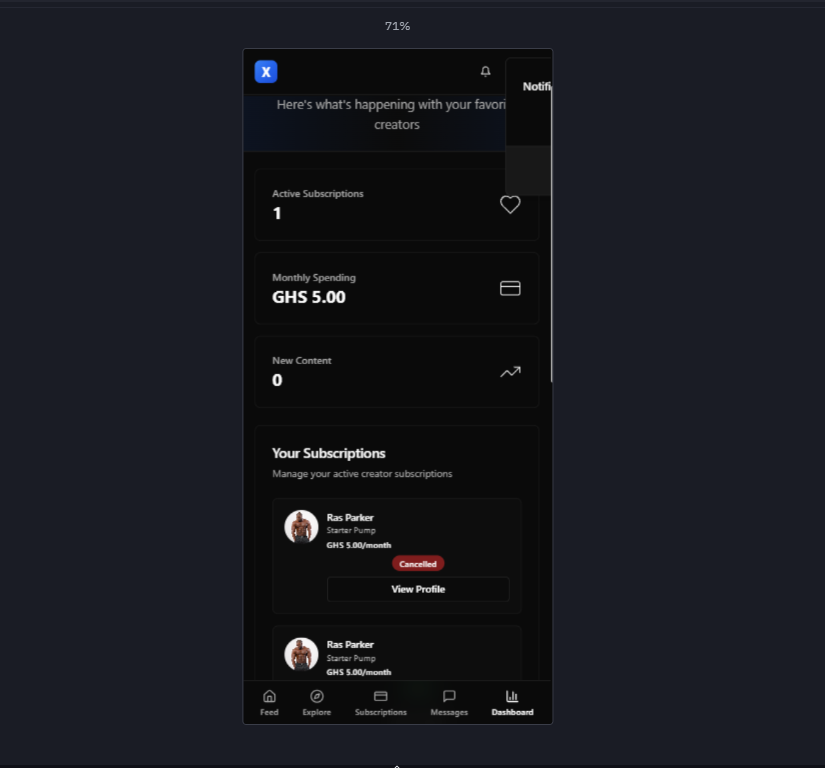 71%
X
Notifi
Here's what's happening with your favori
creators
Active Subscriptions
1
Monthly Spending
GHS 5.00
New Content
0
Your Subscriptions
Manage your active creator subscriptions
Ras Parker
Starter Pump
GHS 5.00/month
Cancelled
View Profile
Ras Parker
Starter Pump
GHS 5.00/month
Feed Explore Subscriptions Messages Dashboard